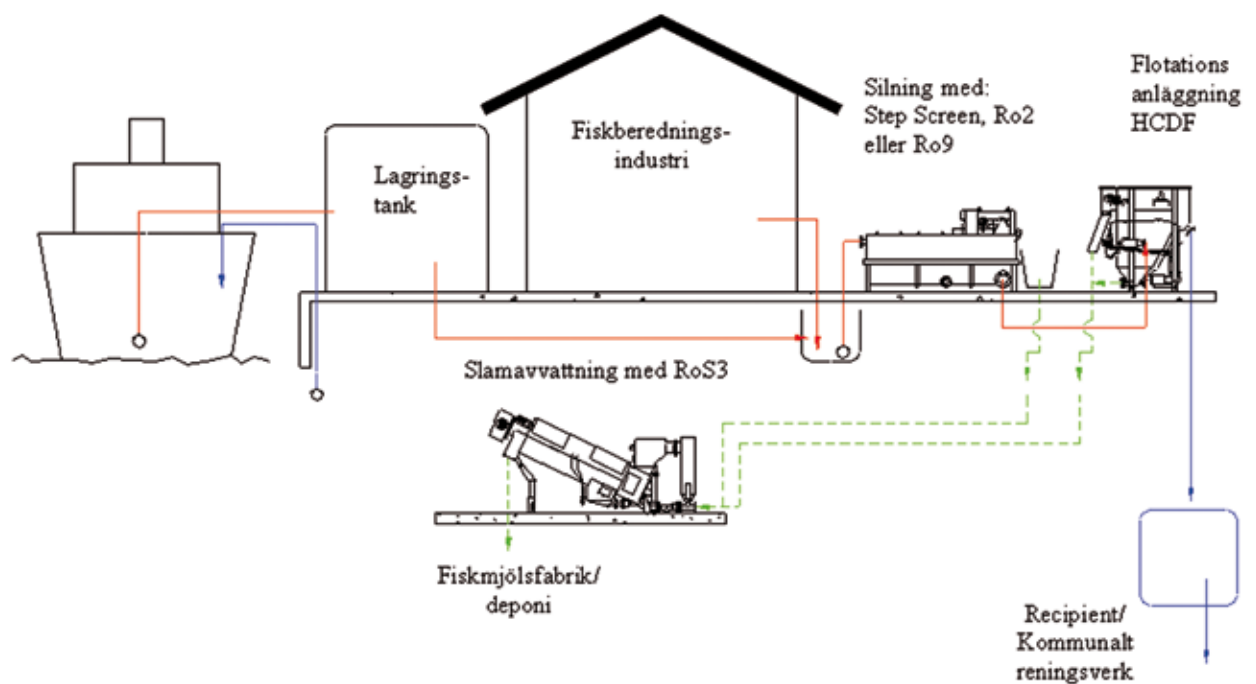 Lagrings-
tank
Fiskberednings-
industri
Silning med:
Step Screen, Ro2
eller Ro9
Flotations
anläggning
HCDF
Slamavvattning med RoS3
Fiskmjölsfabrik/
deponi
Recipient/
Kommunalt
reningsverk